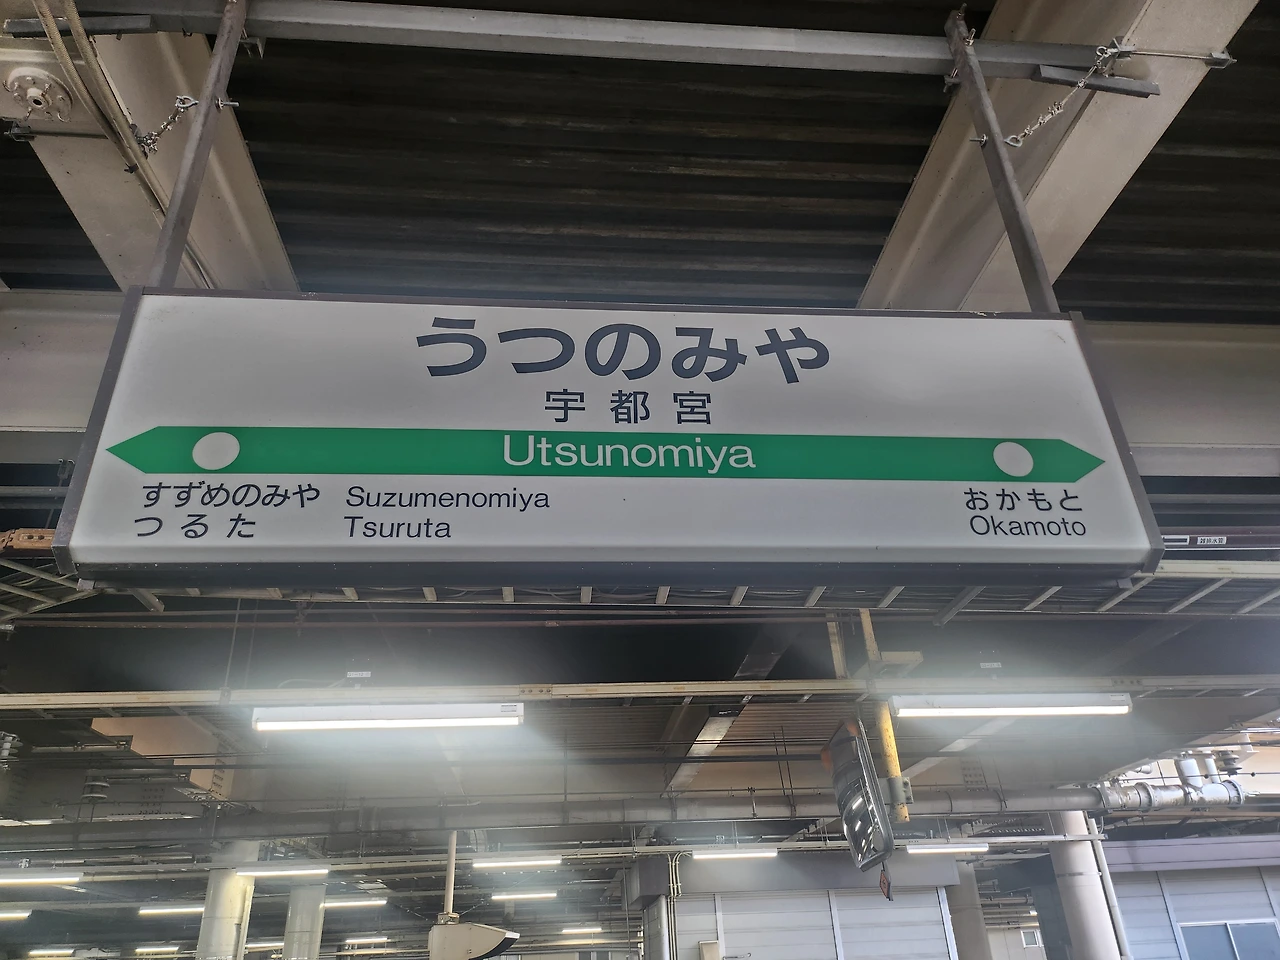 うつのみや
宇都宮
Utsunomiya
すずめのみや Suzumenomiya
つるた Tsuruta
おかもと
Okamoto